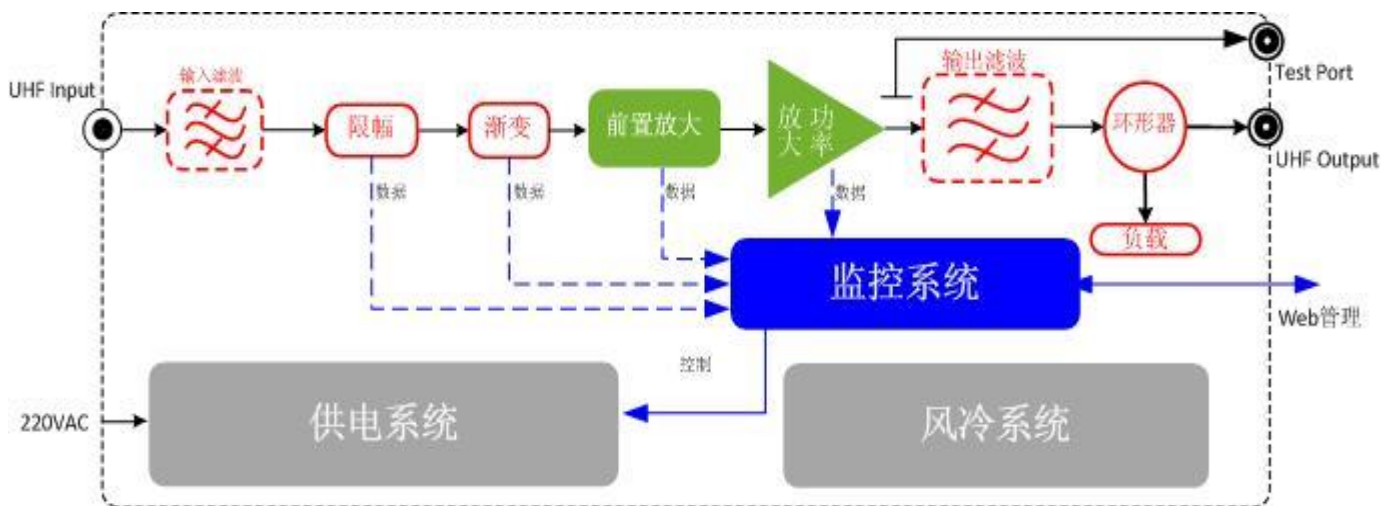 输入滤波
输出滤波
Test Port
UHF Input
限幅
渐变
前置放大
放大
功率
环形器
UHF Output
数据
数据
数据
数据
负载
监控系统
Web管理
控制
供电系统
风冷系统
220VAC